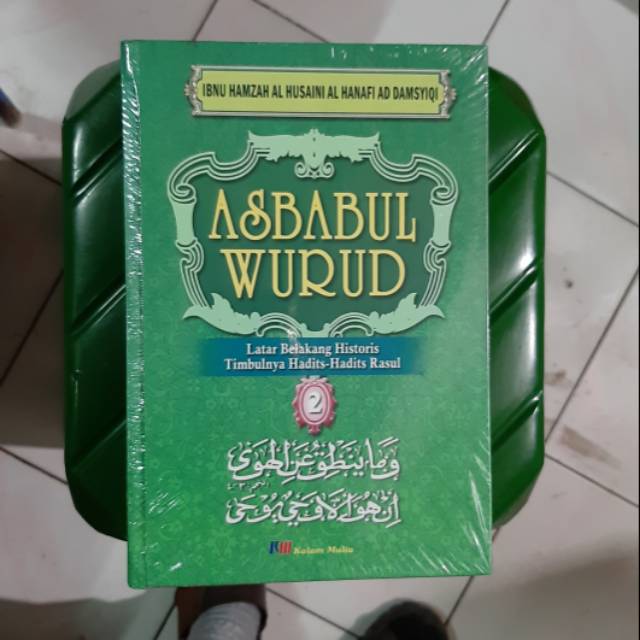 IBNU HAMZAH AL HUSAINI AL HANAFI AD DAMSYIQI
ASBABUL
WURUD
Latar Belakang Historis
Timbulnya Hadits-Hadits Rasul
2
وَمَا يَنْطِقُ عَنِ الْهَوَى
اِنْ هُوَ اِلَّا وَحْيٌ يُوحَى
KM Kalam Mulia